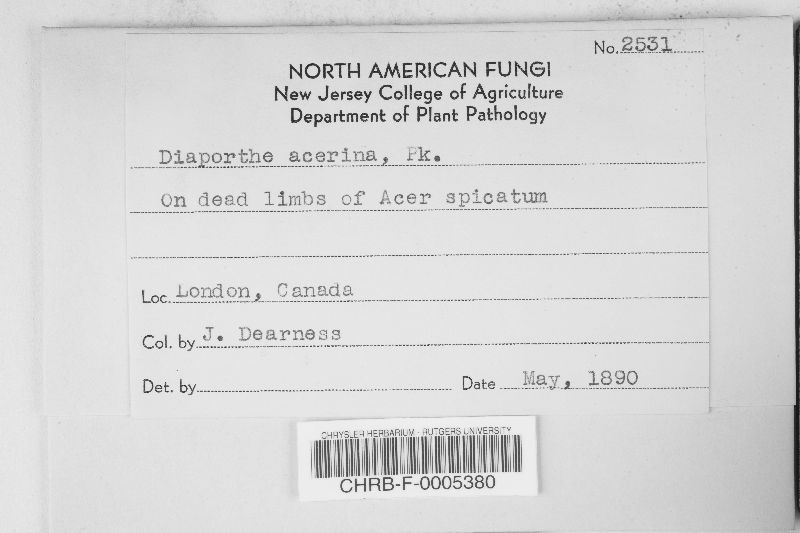 No. 2531
NORTH AMERICAN FUNGI
New Jersey College of Agriculture
Department of Plant Pathology
Diaporthe acerina, Pk.
On dead limbs of Acer spicatum
Loc. London, Canada
Col. by J. Dearness
Det. by
Date May, 1890
CHRYSLER HERBARIUM - RUTGERS UNIVERSITY
CHRB-F-0005380